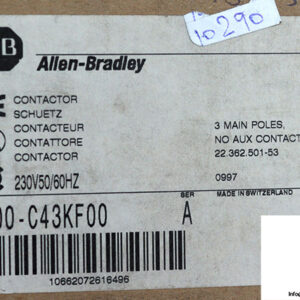 10290
Allen-Bradley
CONTACTOR
SCHUETZ
CONTACTEUR
CONTATTORE
CONTACTOR
230V50/60HZ
3 MAIN POLES,
NO AUX CONTACT
22.362.501-53
0997
SER
MADE IN SWITZERLAND
00-C43KF00
A
10662072616496